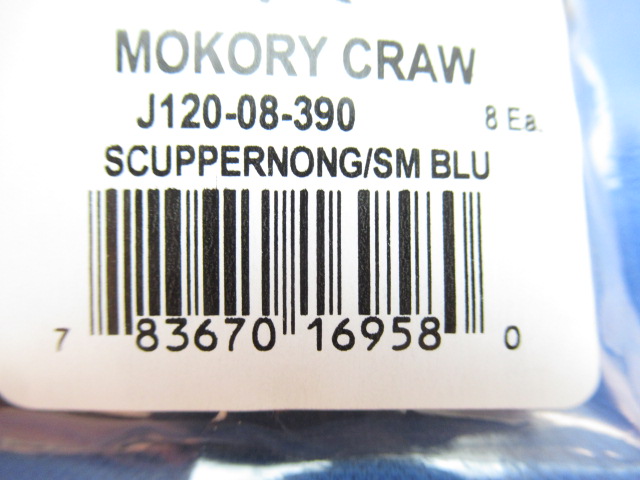 MOKORY CRAW
J120-08-390 8 Ea.
SCUPPERNONG/SM BLU
7 83670 16958 0